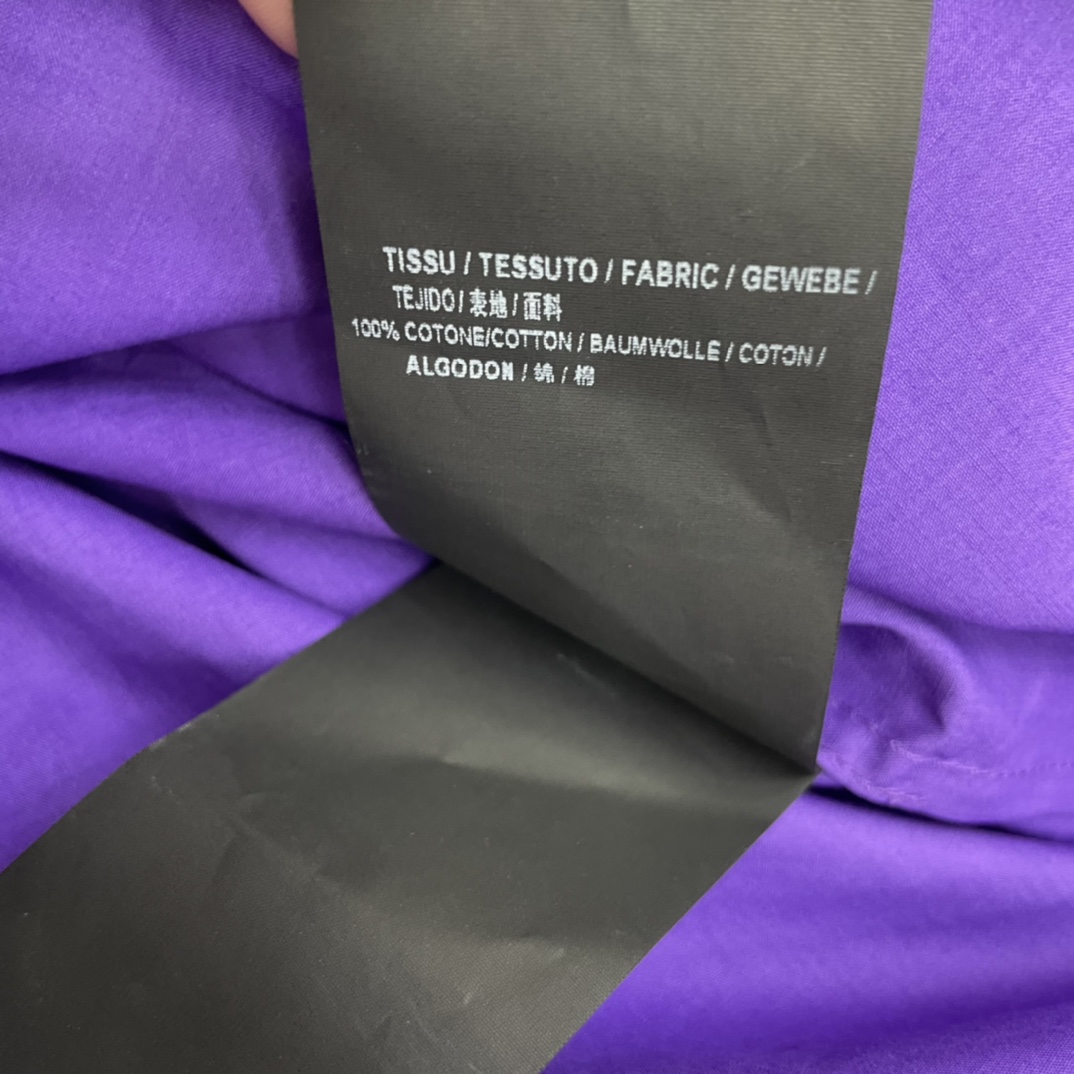 TISSU / TESSUTO / FABRIC / GEWEBE /
TEJIDO / 表地 / 面料
100% COTONE/COTTON / BAUMWOLLE / COTON /
ALGODON / 綿 / 棉